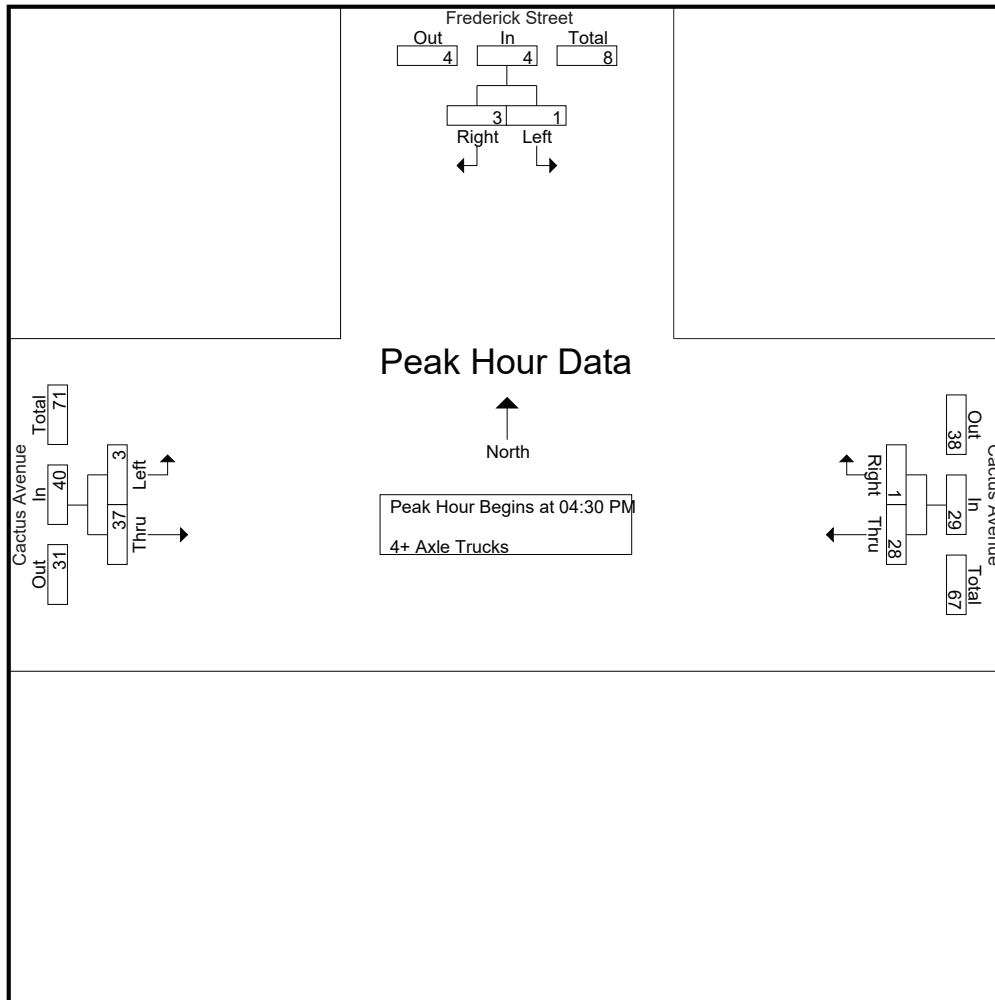 Frederick Street
Out In Total
4 4 8
3 1
Right Left
Peak Hour Data
North
Peak Hour Begins at 04:30 PM
4+ Axle Trucks
Cactus Avenue
Out In Total
31 40 71
Thru Left
37 3
Cactus Avenue
Out In Total
38 29 67
Right Thru
1 28